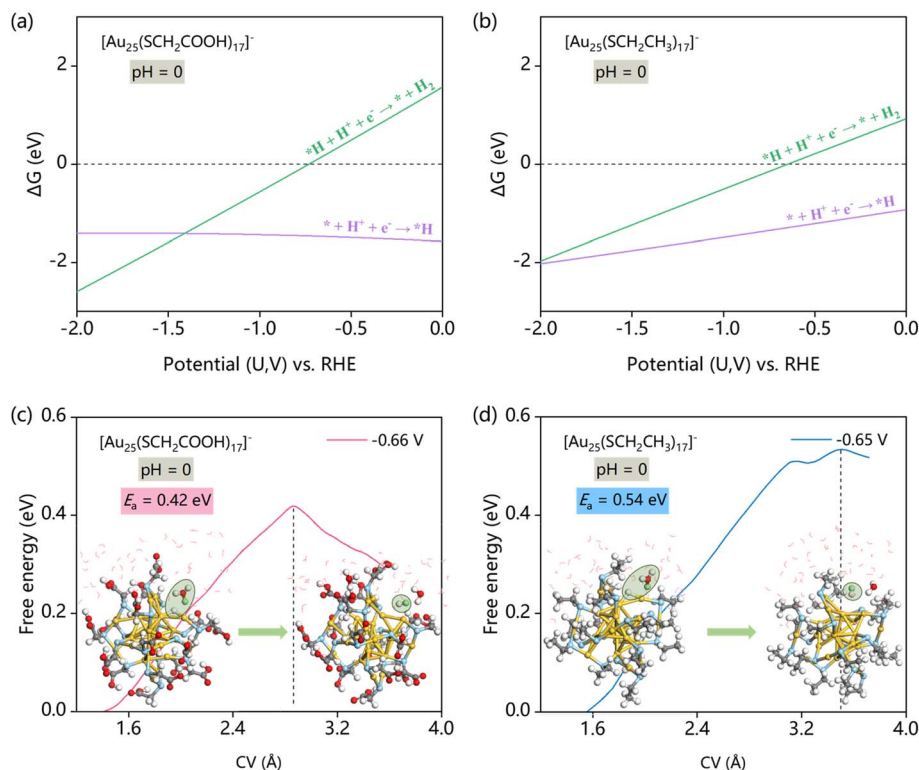 (a)
[Au₂₅(SCH₂COOH)₁₇]⁻
pH = 0
*H + H⁺ + e⁻ → * + H₂
* + H⁺ + e⁻ → *H
2
0
-2
ΔG (eV)
-2.0
-1.5
-1.0
-0.5
0.0
Potential (U,V) vs. RHE
(b)
[Au₂₅(SCH₂CH₃)₁₇]⁻
pH = 0
*H + H⁺ + e⁻ → * + H₂
* + H⁺ + e⁻ → *H
2
0
-2
ΔG (eV)
-2.0
-1.5
-1.0
-0.5
0.0
Potential (U,V) vs. RHE
(c)
[Au₂₅(SCH₂COOH)₁₇]⁻
-0.66 V
pH = 0
Eₐ = 0.42 eV
0.6
0.4
0.2
0.0
Free energy (eV)
1.6
2.4
3.2
4.0
CV (Å)
(d)
[Au₂₅(SCH₂CH₃)₁₇]⁻
-0.65 V
pH = 0
Eₐ = 0.54 eV
0.6
0.4
0.2
0.0
Free energy (eV)
1.6
2.4
3.2
4.0
CV (Å)